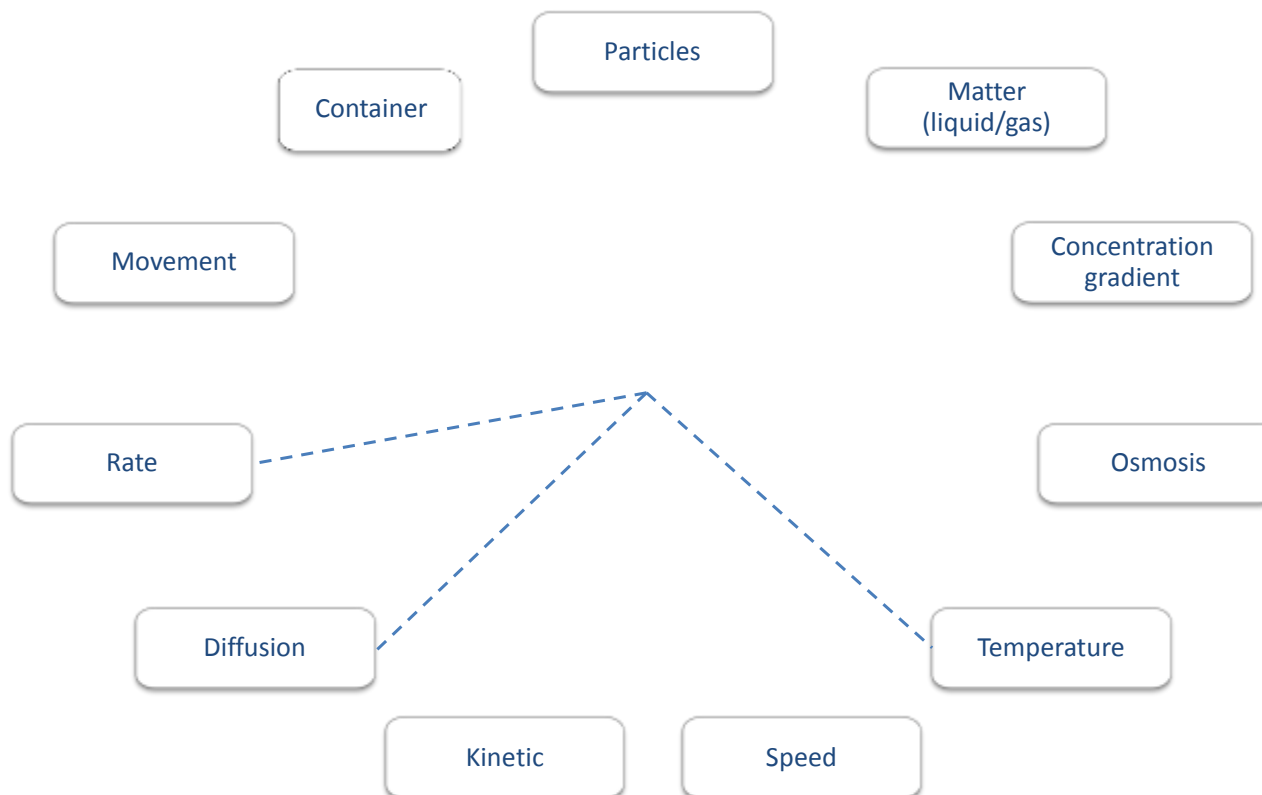 Particles
Container
Matter
(liquid/gas)
Movement
Concentration
gradient
Rate
Osmosis
Diffusion
Temperature
Kinetic
Speed